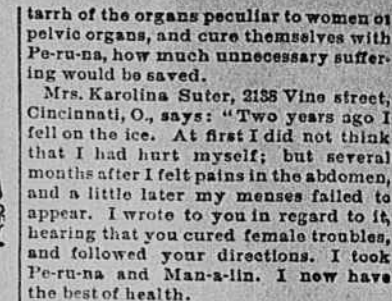 tarrh of the organs peculiar to women or
pelvic organs, and cure themselves with
Pe-ru-na, how much unnecessary suffer-
ing would be saved.
Mrs. Karolina Suter, 2138 Vine street,
Cincinnati, O., says: "Two years ago I
fell on the ice. At first I did not think
that I had hurt myself; but several
months after I felt pains in the abdomen,
and a little later my menses failed to
appear. I wrote to you in regard to it,
hearing that you cured female troubles,
and followed your directions. I took
Pe-ru-na and Man-a-lin. I now have
the best of health.